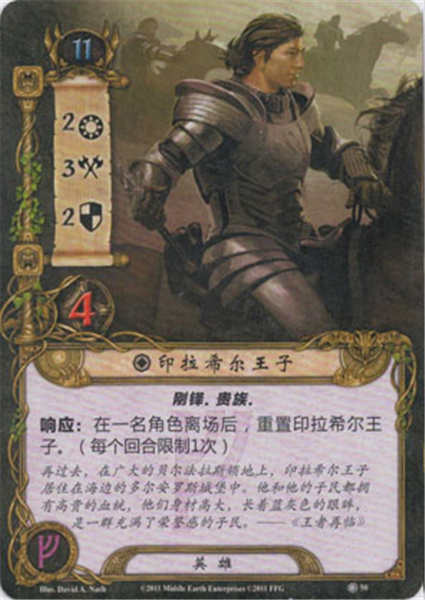 11
2
3
2
4
印拉希尔王子
刚铎. 贵族.
响应：在一名角色离场后，重置印拉希尔王
子。（每个回合限制1次）
再过去，在广大的贝尔法拉斯领地上，印拉希尔王子
居住在海边的多尔安罗斯城堡中。他和他的子民都拥
有高贵的血统，他们身材高大，长着蓝灰色的眼眸，
是一群充满了荣誉感的子民。——《王者再临》
英雄
Illus. David A. Nash
©2011 Middle Earth Enterprises ©2011 FFG
50